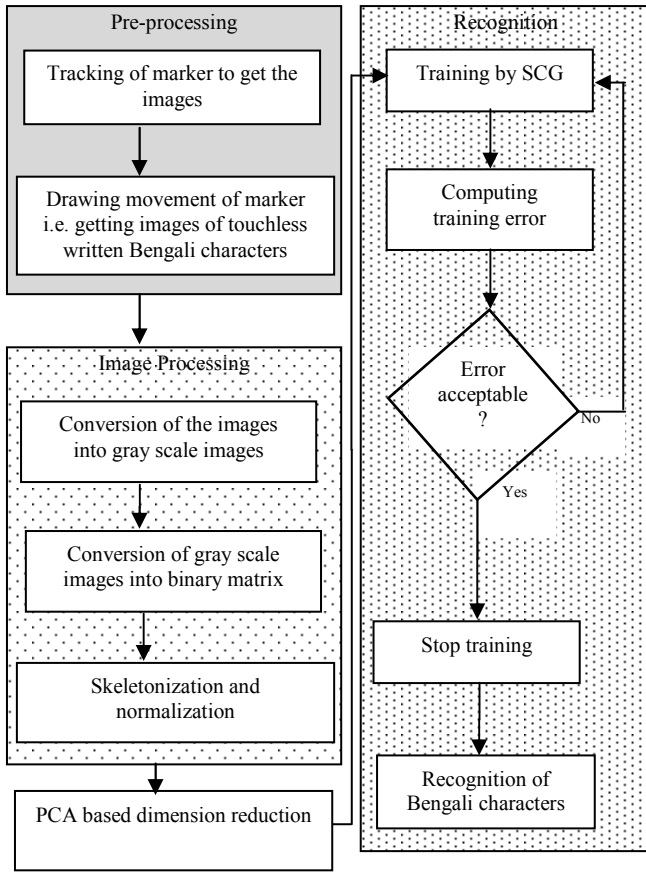 Pre-processing
Tracking of marker to get the
images
Drawing movement of marker
i.e. getting images of touchless
written Bengali characters
Image Processing
Conversion of the images
into gray scale images
Conversion of gray scale
images into binary matrix
Skeletonization and
normalization
PCA based dimension reduction
Recognition
Training by SCG
Computing
training error
Error
acceptable
?
No
Yes
Stop training
Recognition of
Bengali characters